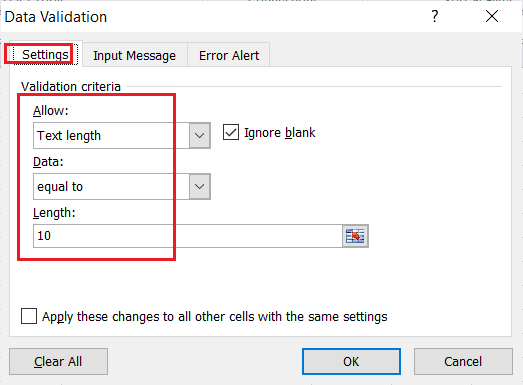 Data Validation ?
Settings Input Message Error Alert
Validation criteria
Allow:
Text length Ignore blank
Data:
equal to
Length:
10
Apply these changes to all other cells with the same settings
Clear All OK Cancel